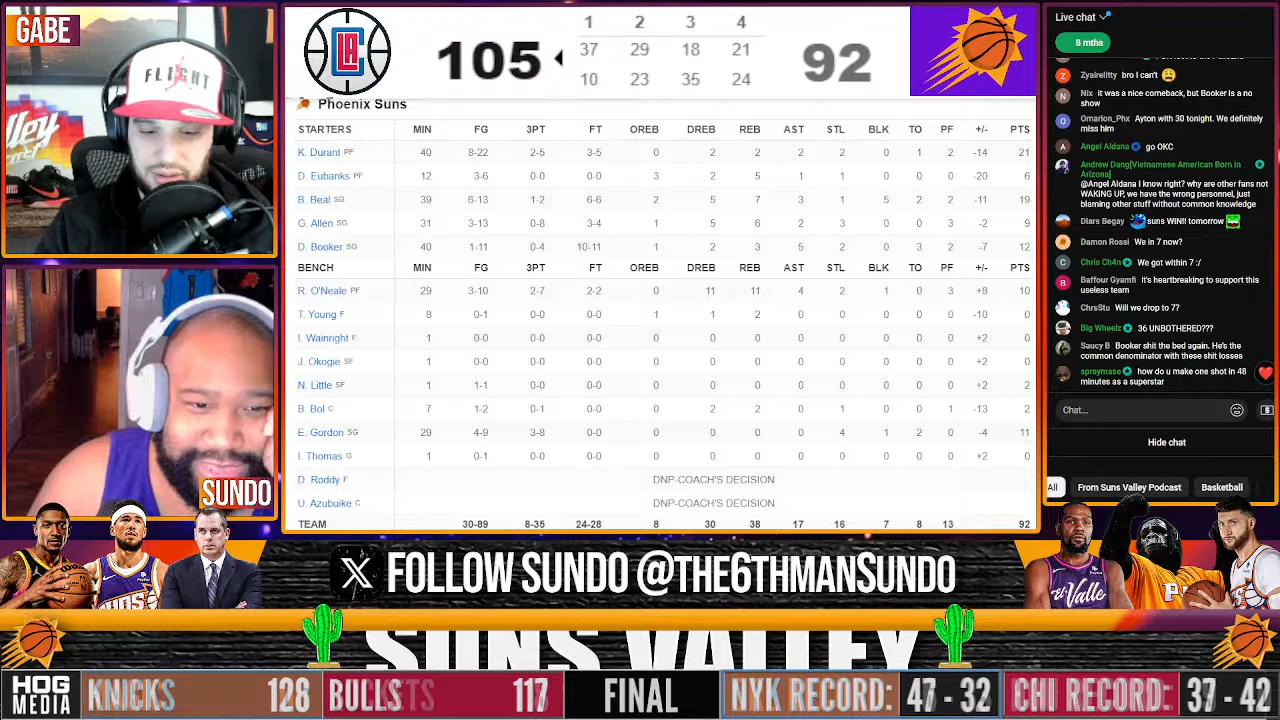 GABE
FLIGHT
SUNDO
LA
105
1 2 3 4
37 29 18 21
10 23 35 24
92
Phoenix Suns
STARTERS MIN FG 3PT FT OREB DREB REB AST STL BLK TO PF +/- PTS
K. Durant PF 40 8-22 2-5 3-5 0 2 2 2 2 0 1 2 -14 21
D. Eubanks PF 12 3-6 0-0 0-0 3 2 5 1 1 0 0 0 -20 6
B. Beal SG 39 6-13 1-2 6-6 2 5 7 3 1 5 2 2 -11 19
G. Allen SG 31 3-13 0-8 3-4 1 5 6 2 3 0 0 3 -2 9
D. Booker SG 40 1-11 0-4 10-11 1 2 3 5 2 0 3 2 -7 12
BENCH MIN FG 3PT FT OREB DREB REB AST STL BLK TO PF +/- PTS
R. O'Neale PF 29 3-10 2-7 2-2 0 11 11 4 2 1 0 3 +8 10
T. Young F 8 0-1 0-0 0-0 1 1 2 0 0 0 0 0 -10 0
I. Wainright F 1 0-0 0-0 0-0 0 0 0 0 0 0 0 0 +2 0
J. Okogie SF 1 0-0 0-0 0-0 0 0 0 0 0 0 0 0 +2 0
N. Little SF 1 1-1 0-0 0-0 0 0 0 0 0 0 0 0 +2 2
B. Bol C 7 1-2 0-1 0-0 0 2 2 0 1 0 0 1 -13 2
E. Gordon SG 29 4-9 3-8 0-0 0 0 0 0 4 1 2 0 -4 11
I. Thomas G 1 0-1 0-0 0-0 0 0 0 0 0 0 0 0 +2 0
D. Roddy F DNP-COACH'S DECISION
U. Azubuike C DNP-COACH'S DECISION
TEAM 30-89 8-35 24-28 8 30 38 17 16 7 8 13 92
Live chat
8 mths
Zyairelitty bro I can't
Nix it was a nice comeback, but Booker is a no
show
Omarion_Phx Ayton with 30 tonight. We definitely
miss him
Angel Aldana go OKC
Andrew Dang[Vietnamese American Born in
Arizona]
@Angel Aldana I know right? why are other fans not
WAKING UP, we have the wrong personnel, just
blaming other stuff without common knowledge
Dlars Begay suns WIN!! tomorrow
Damon Rossi We in 7 now?
Chris Ch4n We got within 7 :/
Baffour Gyamfi it's heartbreaking to support this
useless team
ChrsStu Will we drop to 7?
Big Wheelz 36 UNBOTHERED???
Saucy B Booker shit the bed again. He's the
common denominator with these shit losses
spraymase how do u make one shot in 48
minutes as a superstar
Chat...
Hide chat
All From Suns Valley Podcast Basketball
X FOLLOW SUNDO @THE6THMANSUNDO
SUNS VALLEY
HOG
MEDIA
KNICKS 128 BULLS 117 FINAL NYK RECORD: 47 - 32 CHI RECORD: 37 - 42